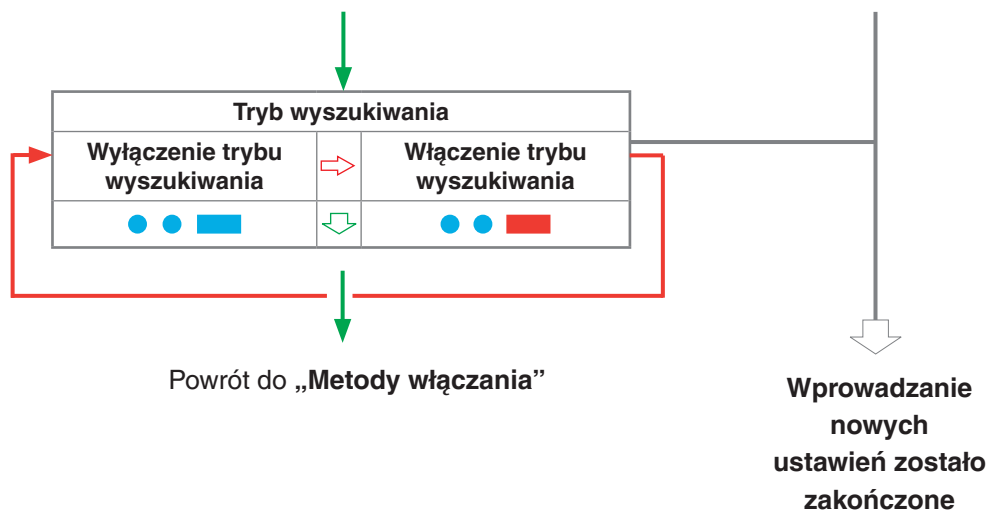 Tryb wyszukiwania
Wyłączenie trybu
wyszukiwania
Włączenie trybu
wyszukiwania
Powrót do „Metody włączania”
Wprowadzanie
nowych
ustawień zostało
zakończone